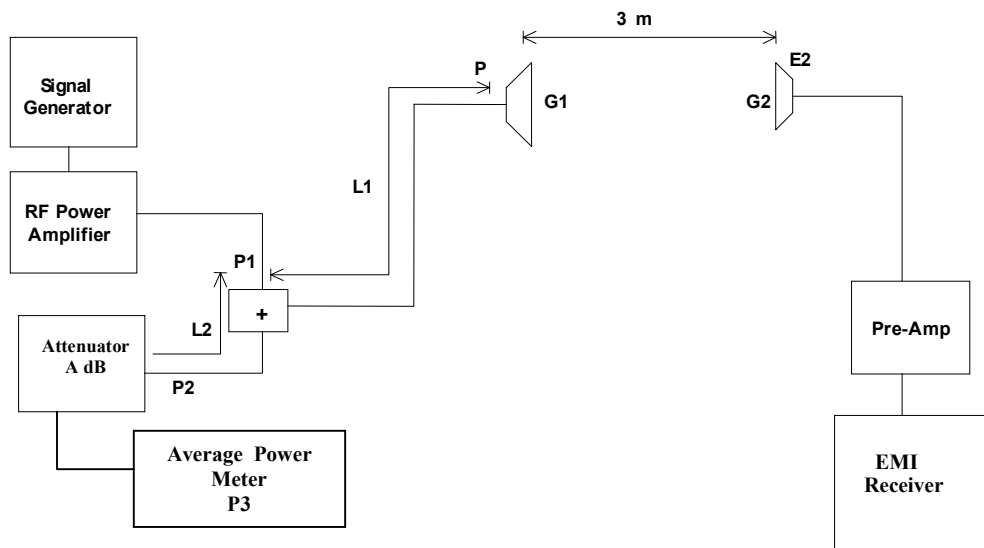 3 m
Signal
Generator
P
E2
G1
G2
L1
RF Power
Amplifier
P1
+
L2
Attenuator
A dB
P2
Pre-Amp
Average Power
Meter
P3
EMI
Receiver